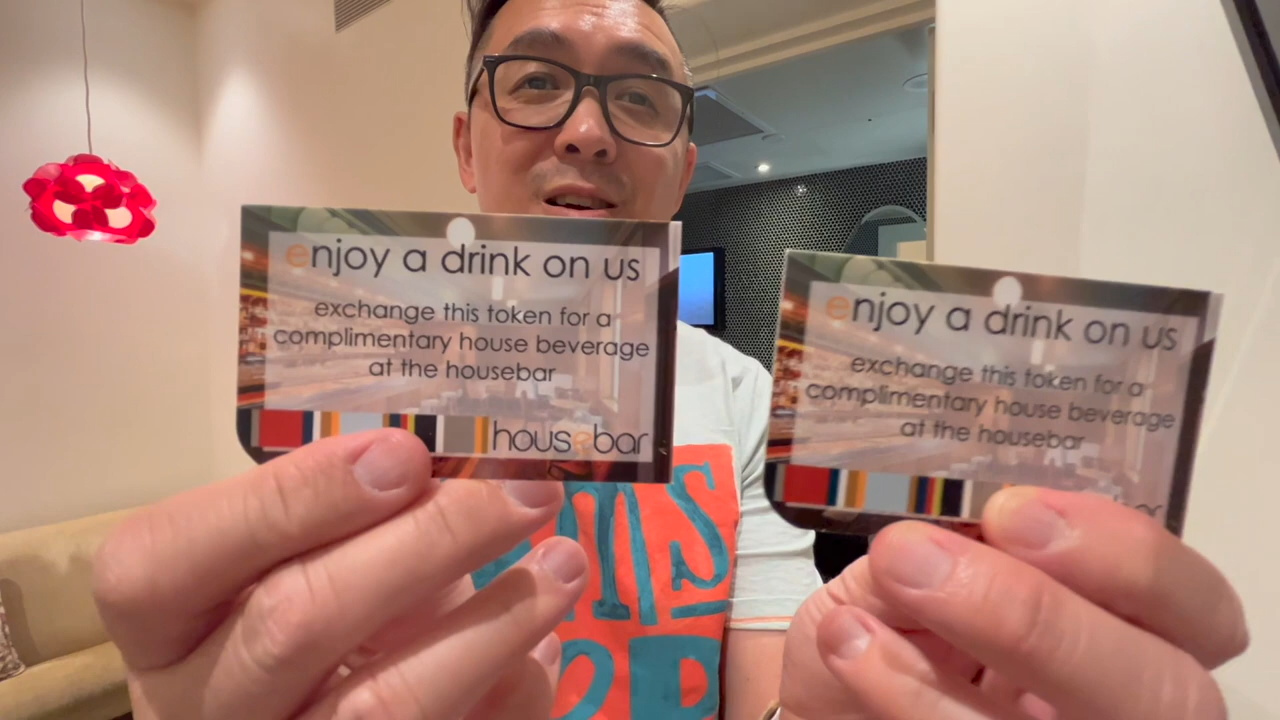 enjoy a drink on us
exchange this token for a
complimentary house beverage
at the housebar
housebar
enjoy a drink on us
exchange this token for a
complimentary house beverage
at the housebar